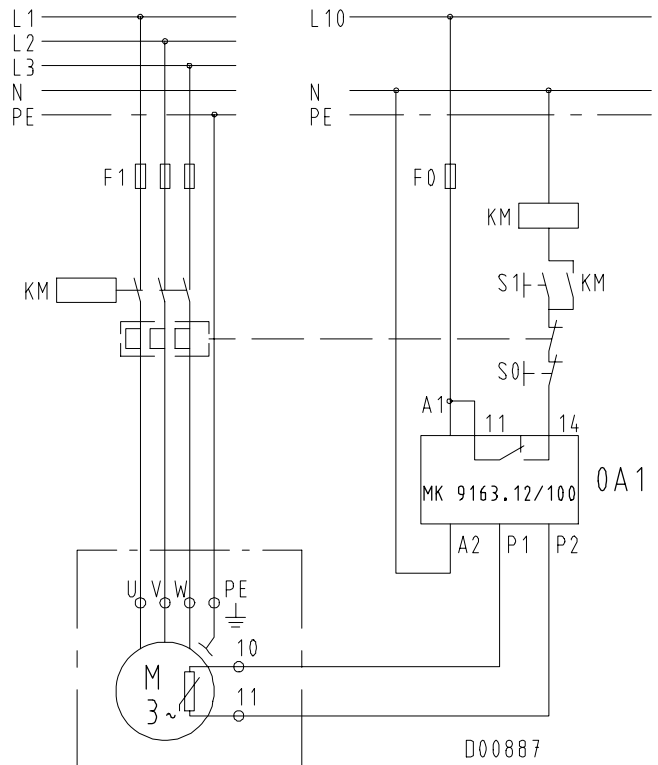 L1
L2
L3
N
PE
F1
KM
U V W PE
M
3~
10
11
L10
N
PE
F0
KM
S1 KM
S0
A1
11 14
MK 9163.12/100
0A1
A2 P1 P2
D00887